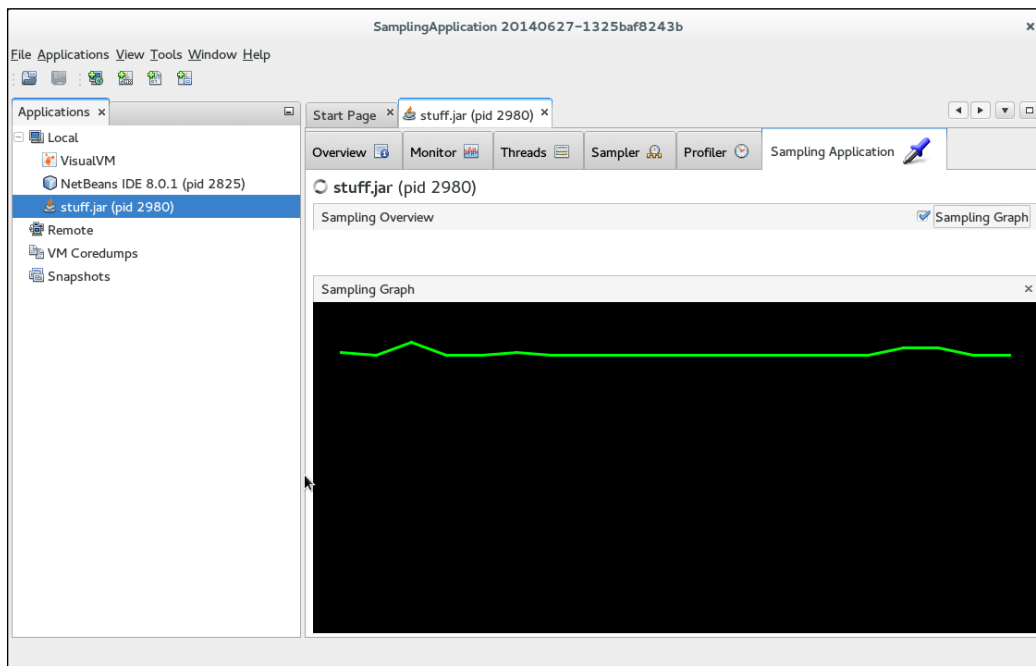 SamplingApplication 20140627-1325baf8243b
File Applications View Tools Window Help
Applications
Start Page stuff.jar (pid 2980)
Local
VisualVM
NetBeans IDE 8.0.1 (pid 2825)
stuff.jar (pid 2980)
Remote
VM Coredumps
Snapshots
Overview Monitor Threads Sampler Profiler Sampling Application
stuff.jar (pid 2980)
Sampling Overview Sampling Graph
Sampling Graph